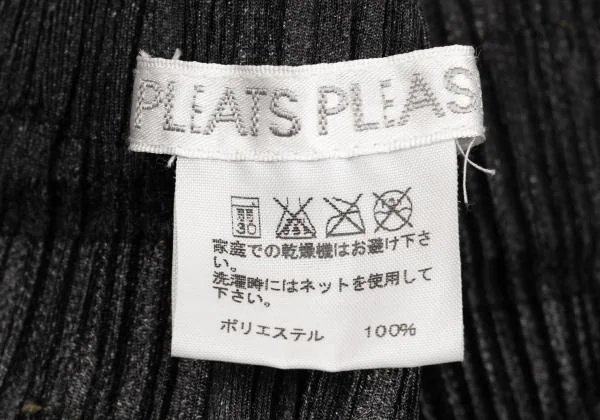 PLEATS PLEAS
弱
30
家庭での乾燥機はお避け下さ
い。
洗濯時にはネットを使用して
下さい。
ポリエステル 100%